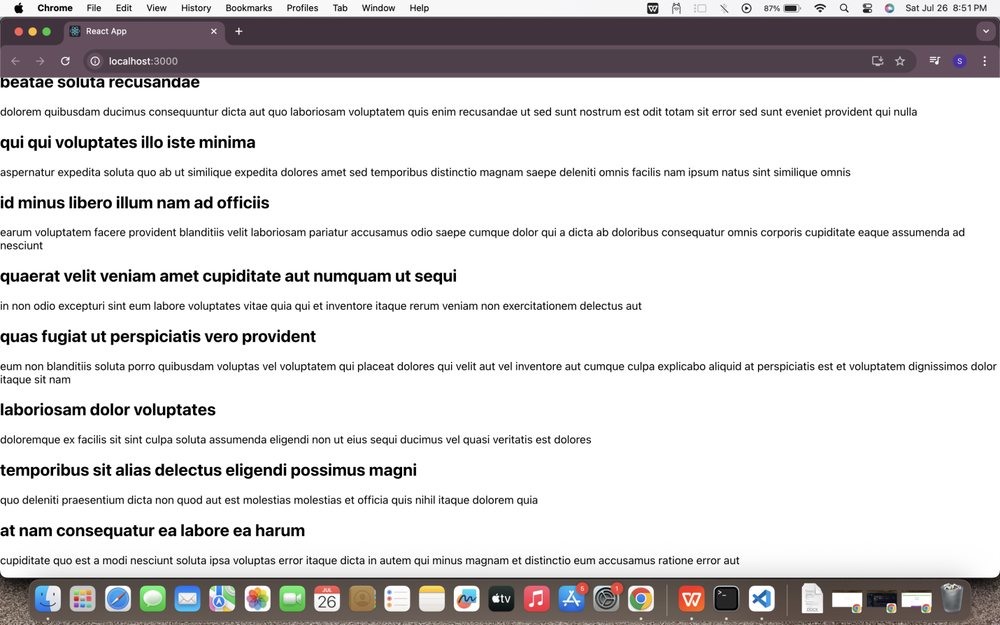 Chrome File Edit View History Bookmarks Profiles Tab Window Help 87% Sat Jul 26 8:51 PM
React App
localhost:3000 S
beatae soluta recusandae
dolorem quibusdam ducimus consequuntur dicta aut quo laboriosam voluptatem quis enim recusandae ut sed sunt nostrum est odit totam sit error sed sunt eveniet provident qui nulla
qui qui voluptates illo iste minima
aspernatur expedita soluta quo ab ut similique expedita dolores amet sed temporibus distinctio magnam saepe deleniti omnis facilis nam ipsum natus sint similique omnis
id minus libero illum nam ad officiis
earum voluptatem facere provident blanditiis velit laboriosam pariatur accusamus odio saepe cumque dolor qui a dicta ab doloribus consequatur omnis corporis cupiditate eaque assumenda ad
nesciunt
quaerat velit veniam amet cupiditate aut numquam ut sequi
in non odio excepturi sint eum labore voluptates vitae quia qui et inventore itaque rerum veniam non exercitationem delectus aut
quas fugiat ut perspiciatis vero provident
eum non blanditiis soluta porro quibusdam voluptas vel voluptatem qui placeat dolores qui velit aut vel inventore aut cumque culpa explicabo aliquid at perspiciatis est et voluptatem dignissimos dolor
itaque sit nam
laboriosam dolor voluptates
doloremque ex facilis sit sint culpa soluta assumenda eligendi non ut eius sequi ducimus vel quasi veritatis est dolores
temporibus sit alias delectus eligendi possimus magni
quo deleniti praesentium dicta non quod aut est molestias molestias et officia quis nihil itaque dolorem quia
at nam consequatur ea labore ea harum
cupiditate quo est a modi nesciunt soluta ipsa voluptas error itaque dicta in autem qui minus magnam et distinctio eum accusamus ratione error aut
JUL 5 1
26 tv DOCX